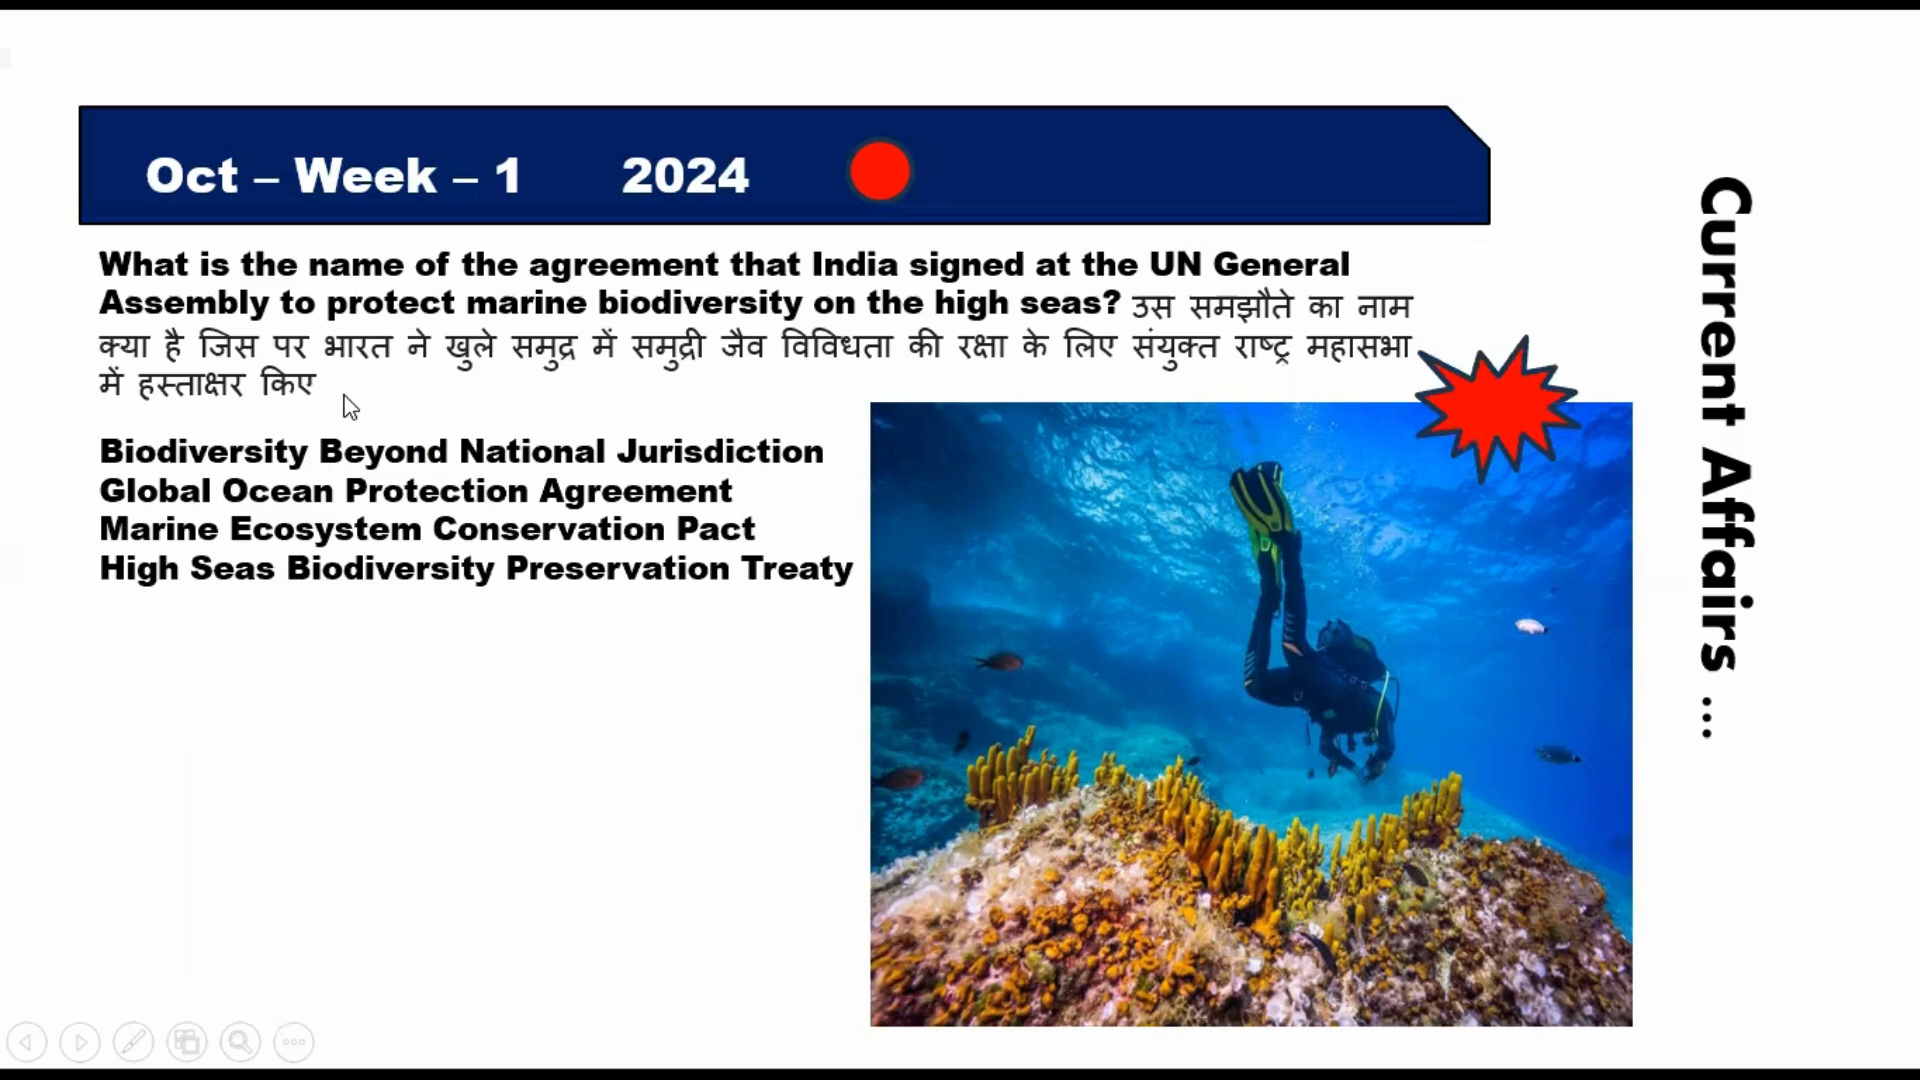 Oct – Week – 1 2024
What is the name of the agreement that India signed at the UN General
Assembly to protect marine biodiversity on the high seas? उस समझौते का नाम
क्या है जिस पर भारत ने खुले समुद्र में समुद्री जैव विविधता की रक्षा के लिए संयुक्त राष्ट्र महासभा
में हस्ताक्षर किए
Biodiversity Beyond National Jurisdiction
Global Ocean Protection Agreement
Marine Ecosystem Conservation Pact
High Seas Biodiversity Preservation Treaty
Current Affairs ...